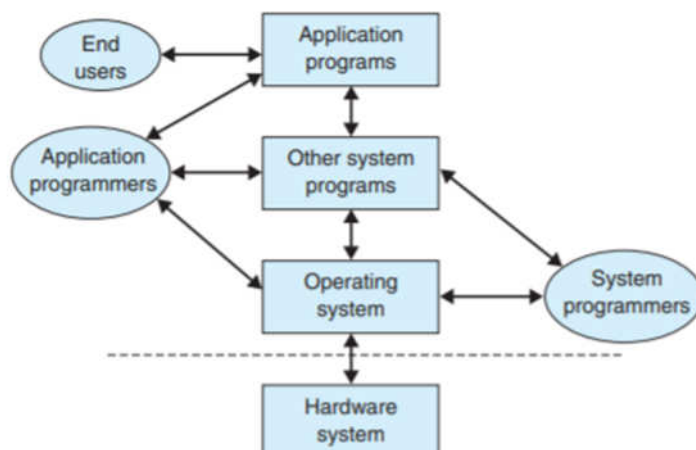 End
users
Application
programs
Application
programmers
Other system
programs
Operating
system
System
programmers
Hardware
system